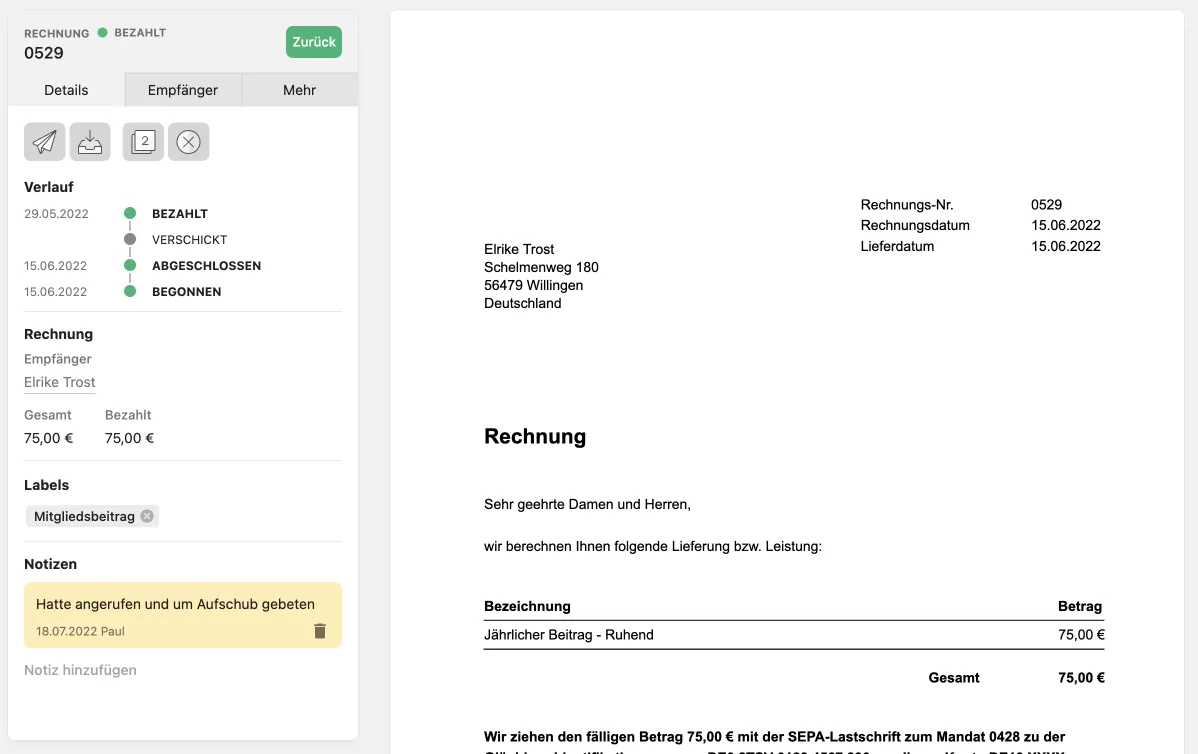 RECHNUNG BEZAHLT
0529
Zurück
Details Empfänger Mehr
2
Verlauf
29.05.2022 BEZAHLT
VERSCHICKT
15.06.2022 ABGESCHLOSSEN
15.06.2022 BEGONNEN
Rechnung
Empfänger
Elrike Trost
Gesamt Bezahlt
75,00 € 75,00 €
Labels
Mitgliedsbeitrag
Notizen
Hatte angerufen und um Aufschub gebeten
18.07.2022 Paul
Notiz hinzufügen
Rechnungs-Nr. 0529
Rechnungsdatum 15.06.2022
Lieferdatum 15.06.2022
Elrike Trost
Schelmenweg 180
56479 Willingen
Deutschland
Rechnung
Sehr geehrte Damen und Herren,
wir berechnen Ihnen folgende Lieferung bzw. Leistung:
Bezeichnung Betrag
Jährlicher Beitrag - Ruhend 75,00 €
Gesamt 75,00 €
Wir ziehen den fälligen Betrag 75,00 € mit der SEPA-Lastschrift zum Mandat 0428 zu der